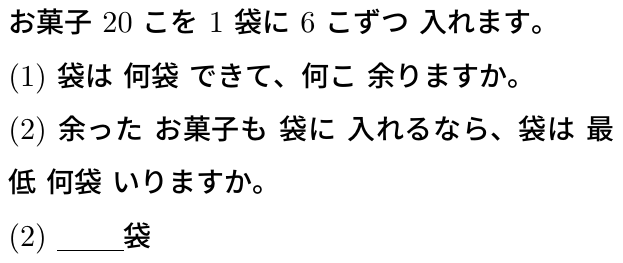 お菓子 20 こを 1 袋に 6 こずつ 入れます。
(1) 袋は 何袋 できて、何こ 余りますか。
(2) 余った お菓子も 袋に 入れるなら、袋は 最
低 何袋 いりますか。
(2) ____袋